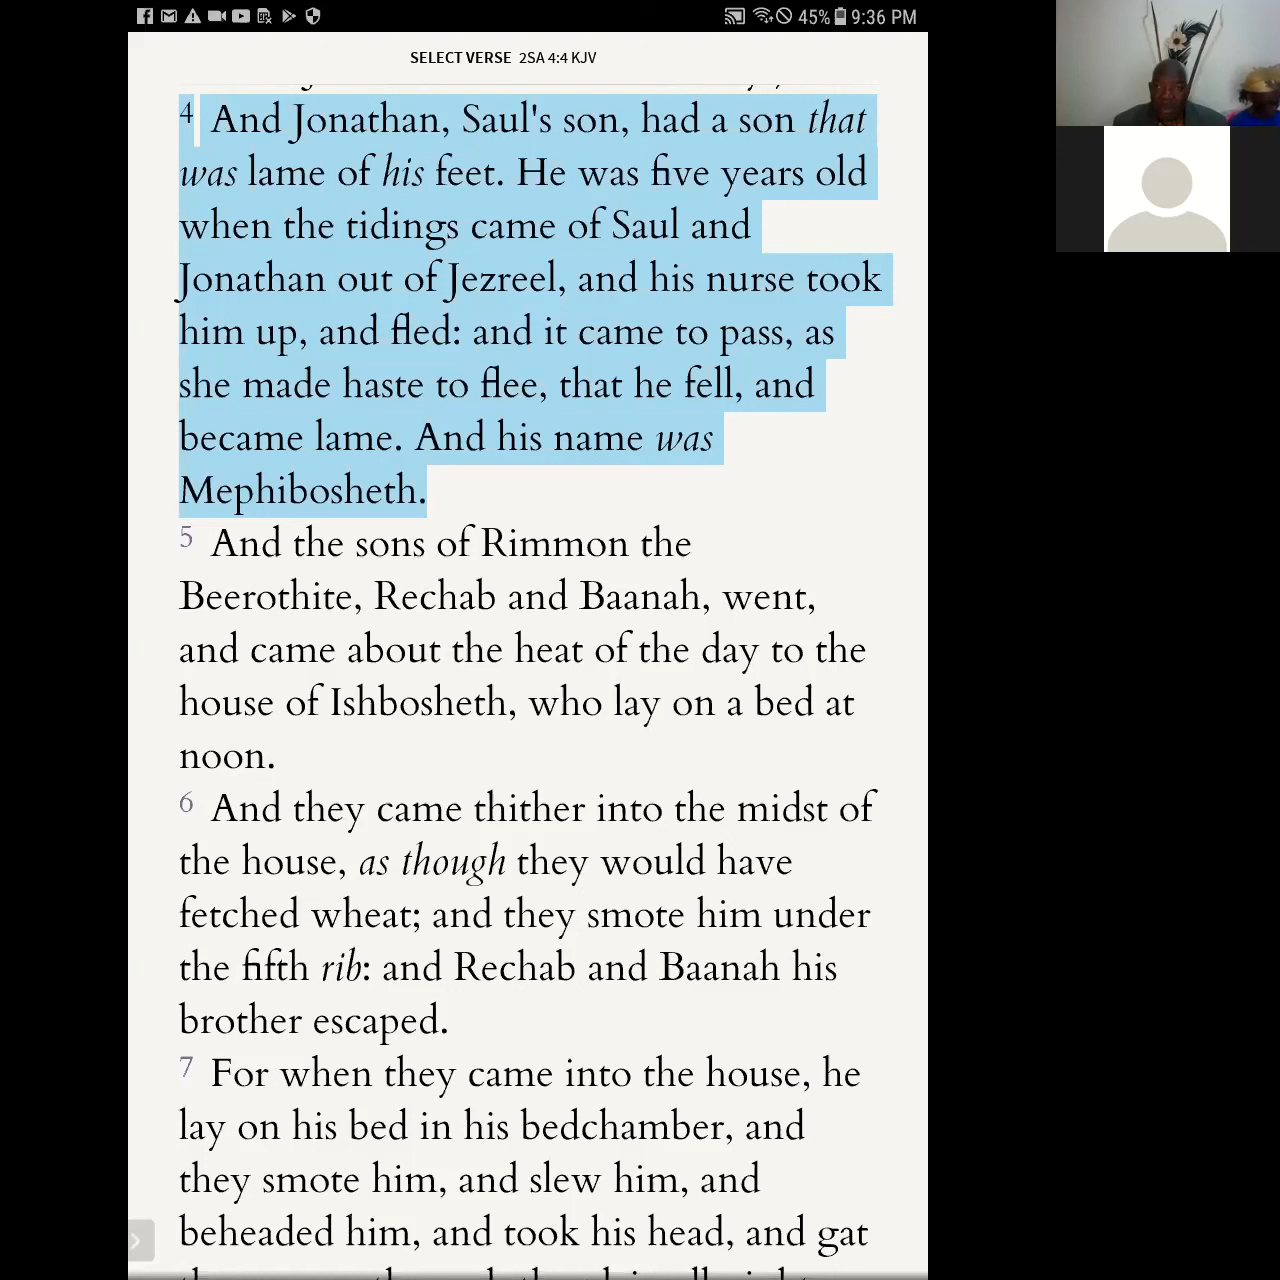 45% 9:36 PM
SELECT VERSE 2SA 4:4 KJV
4 And Jonathan, Saul's son, had a son that
was lame of his feet. He was five years old
when the tidings came of Saul and
Jonathan out of Jezreel, and his nurse took
him up, and fled: and it came to pass, as
she made haste to flee, that he fell, and
became lame. And his name was
Mephibosheth.
5 And the sons of Rimmon the
Beerothite, Rechab and Baanah, went,
and came about the heat of the day to the
house of Ishbosheth, who lay on a bed at
noon.
6 And they came thither into the midst of
the house, as though they would have
fetched wheat; and they smote him under
the fifth rib: and Rechab and Baanah his
brother escaped.
7 For when they came into the house, he
lay on his bed in his bedchamber, and
they smote him, and slew him, and
beheaded him, and took his head, and gat